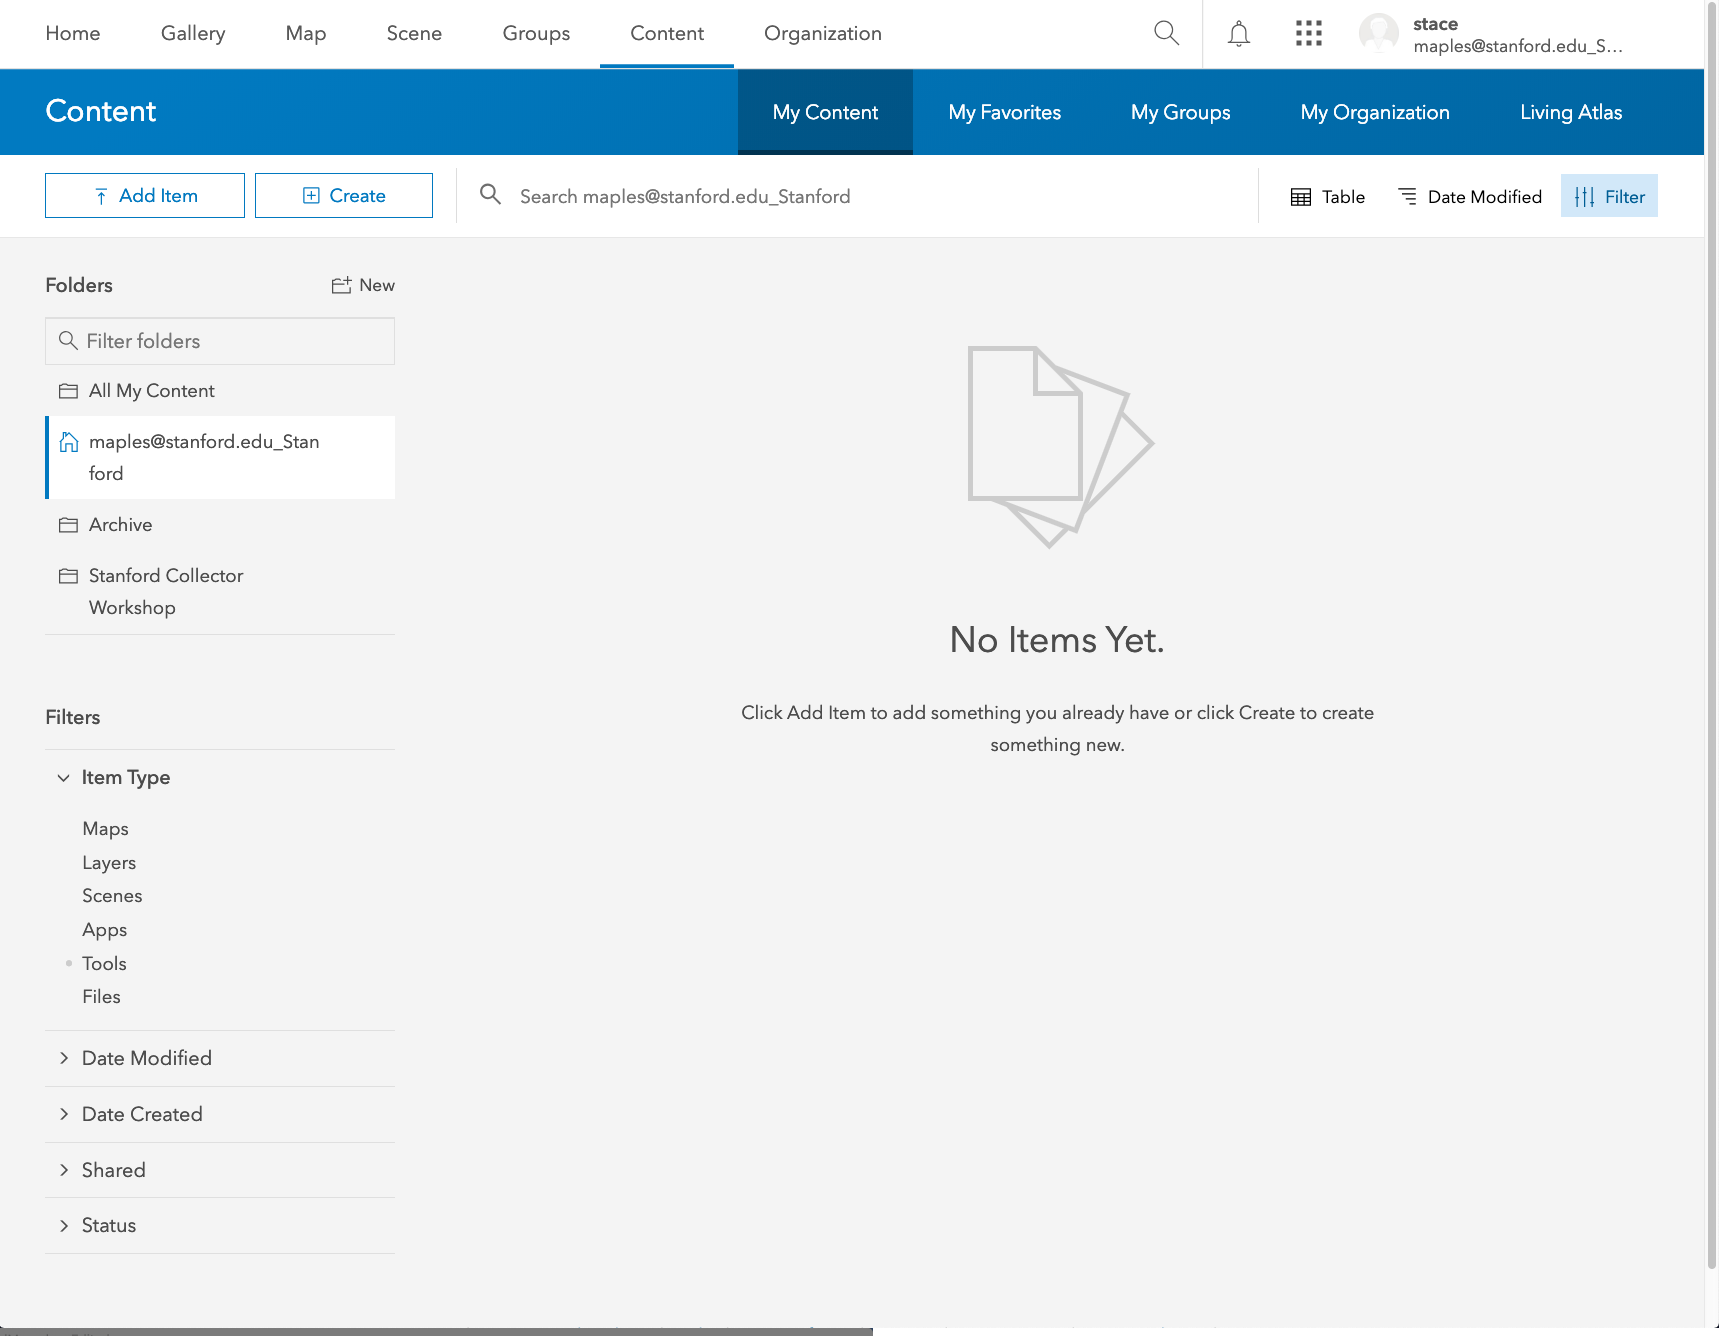 Home Gallery Map Scene Groups Content Organization
stace
maples@stanford.edu_S...
Content
My Content My Favorites My Groups My Organization Living Atlas
Add Item Create Search maples@stanford.edu_Stanford Table Date Modified Filter
Folders New
Filter folders
All My Content
maples@stanford.edu_Stan
ford
Archive
Stanford Collector
Workshop
No Items Yet.
Click Add Item to add something you already have or click Create to create
something new.
Filters
Item Type
Maps
Layers
Scenes
Apps
Tools
Files
Date Modified
Date Created
Shared
Status